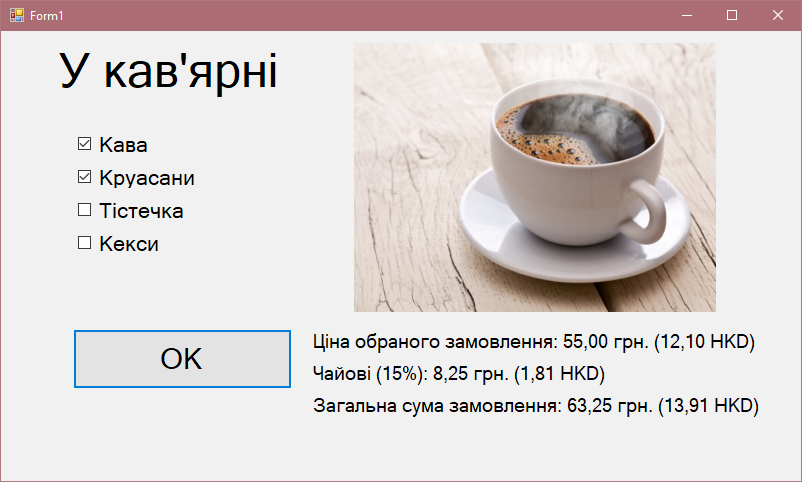 Form1
У кав'ярні
Кава
Круасани
Тістечка
Кекси
OK
Ціна обраного замовлення: 55,00 грн. (12,10 HKD)
Чайові (15%): 8,25 грн. (1,81 HKD)
Загальна сума замовлення: 63,25 грн. (13,91 HKD)